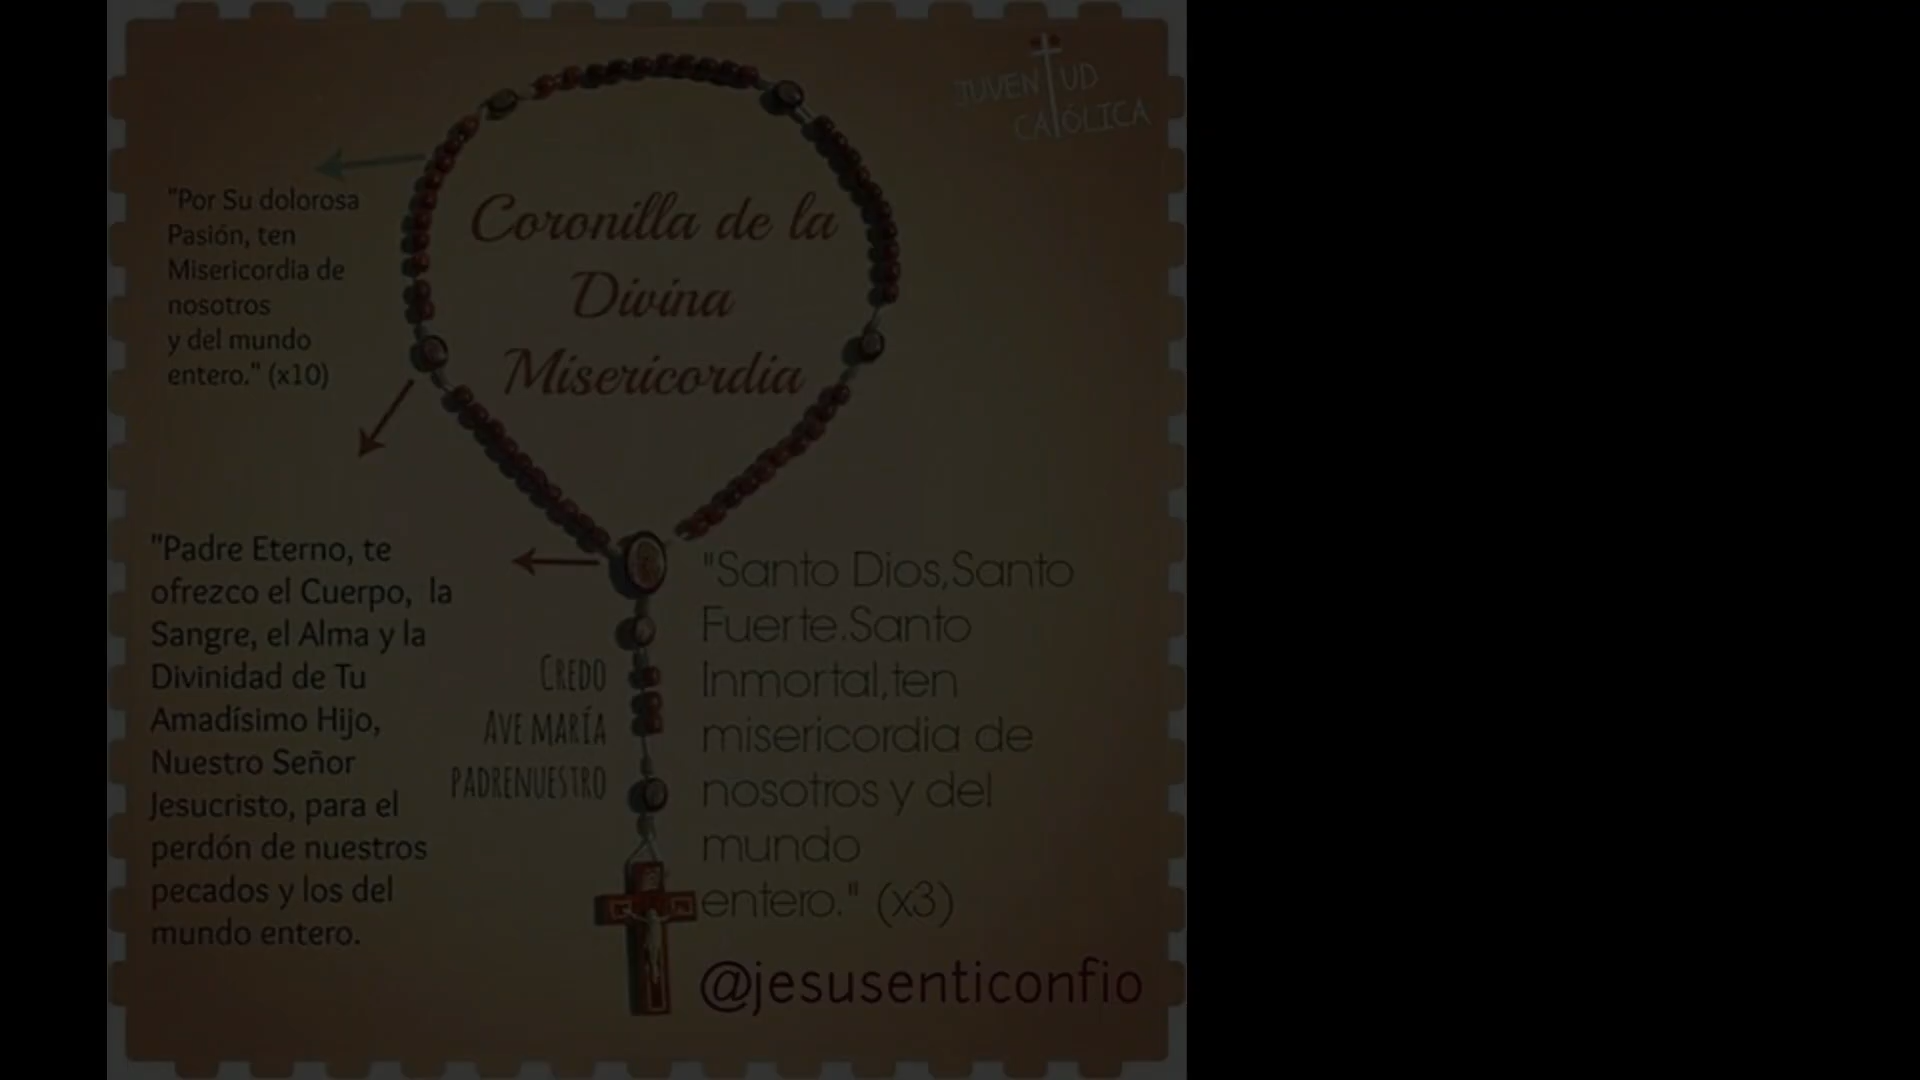 JUVENTUD
CATÓLICA
Coronilla de la
Divina
Misericordia
"Por Su dolorosa
Pasión, ten
Misericordia de
nosotros
y del mundo
entero." (x10)
"Padre Eterno, te
ofrezco el Cuerpo, la
Sangre, el Alma y la
Divinidad de Tu
Amadísimo Hijo,
Nuestro Señor
Jesucristo, para el
perdón de nuestros
pecados y los del
mundo entero.
CREDO
AVE MARÍA
PADRENUESTRO
"Santo Dios,Santo
Fuerte.Santo
Inmortal,ten
misericordia de
nosotros y del
mundo
entero." (x3)
@jesusenticonfio